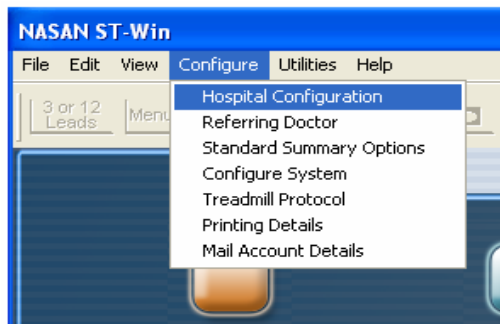 NASAN ST-Win
File Edit View Configure Utilities Help
3 or 12
Leads
Menu
Hospital Configuration
Referring Doctor
Standard Summary Options
Configure System
Treadmill Protocol
Printing Details
Mail Account Details